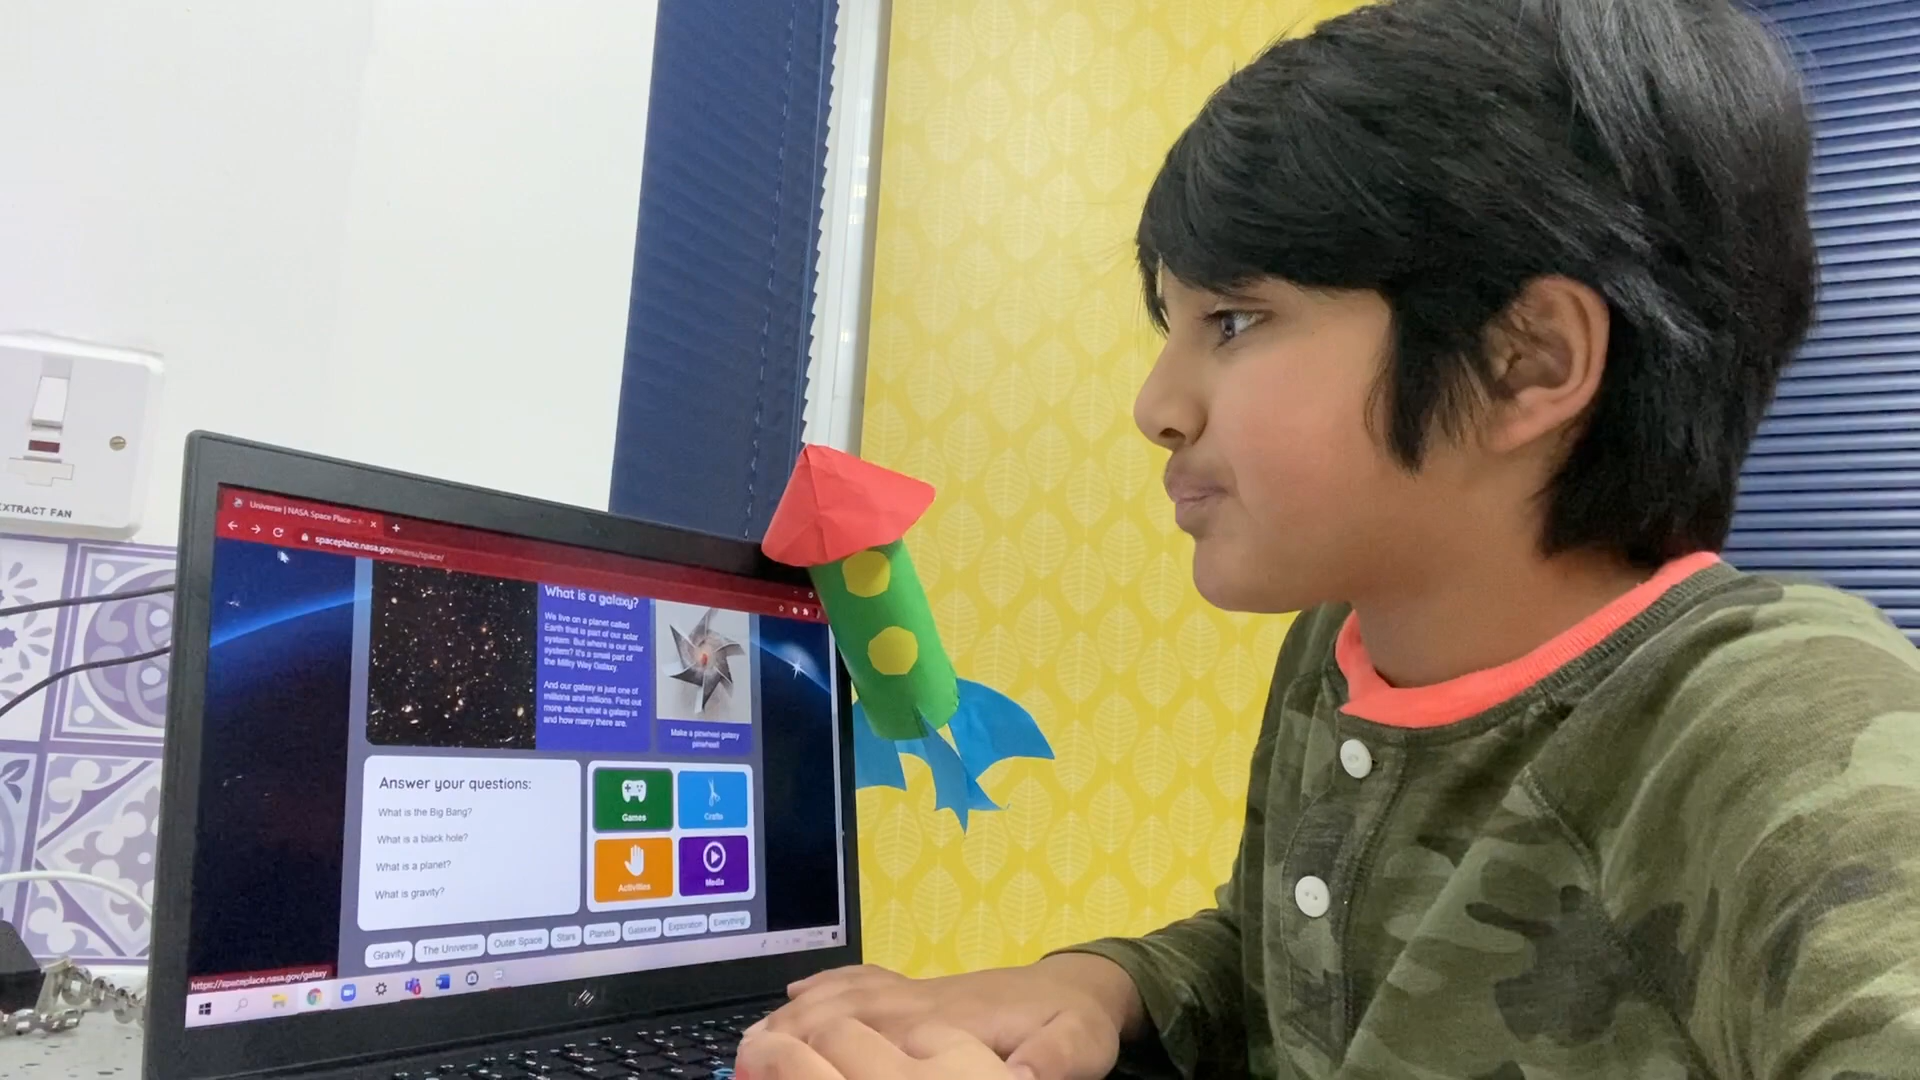 EXTRACT FAN
Universe | NASA Space Place –
spaceplace.nasa.gov/menu/space/
What is a galaxy?
We live on a planet called
Earth that is part of our solar
system. But where is our solar
system? It's a small part of
the Milky Way Galaxy.
And our galaxy is just one of
millions and millions. Find out
more about what a galaxy is
and how many there are.
Make a pinwheel galaxy
pinwheel!
Answer your questions:
What is the Big Bang?
What is a black hole?
What is a planet?
What is gravity?
Games
Crafts
Activities
Media
Gravity
The Universe
Outer Space
Stars
Planets
Galaxies
Exploration
Everything!
https://spaceplace.nasa.gov/galaxy
hp